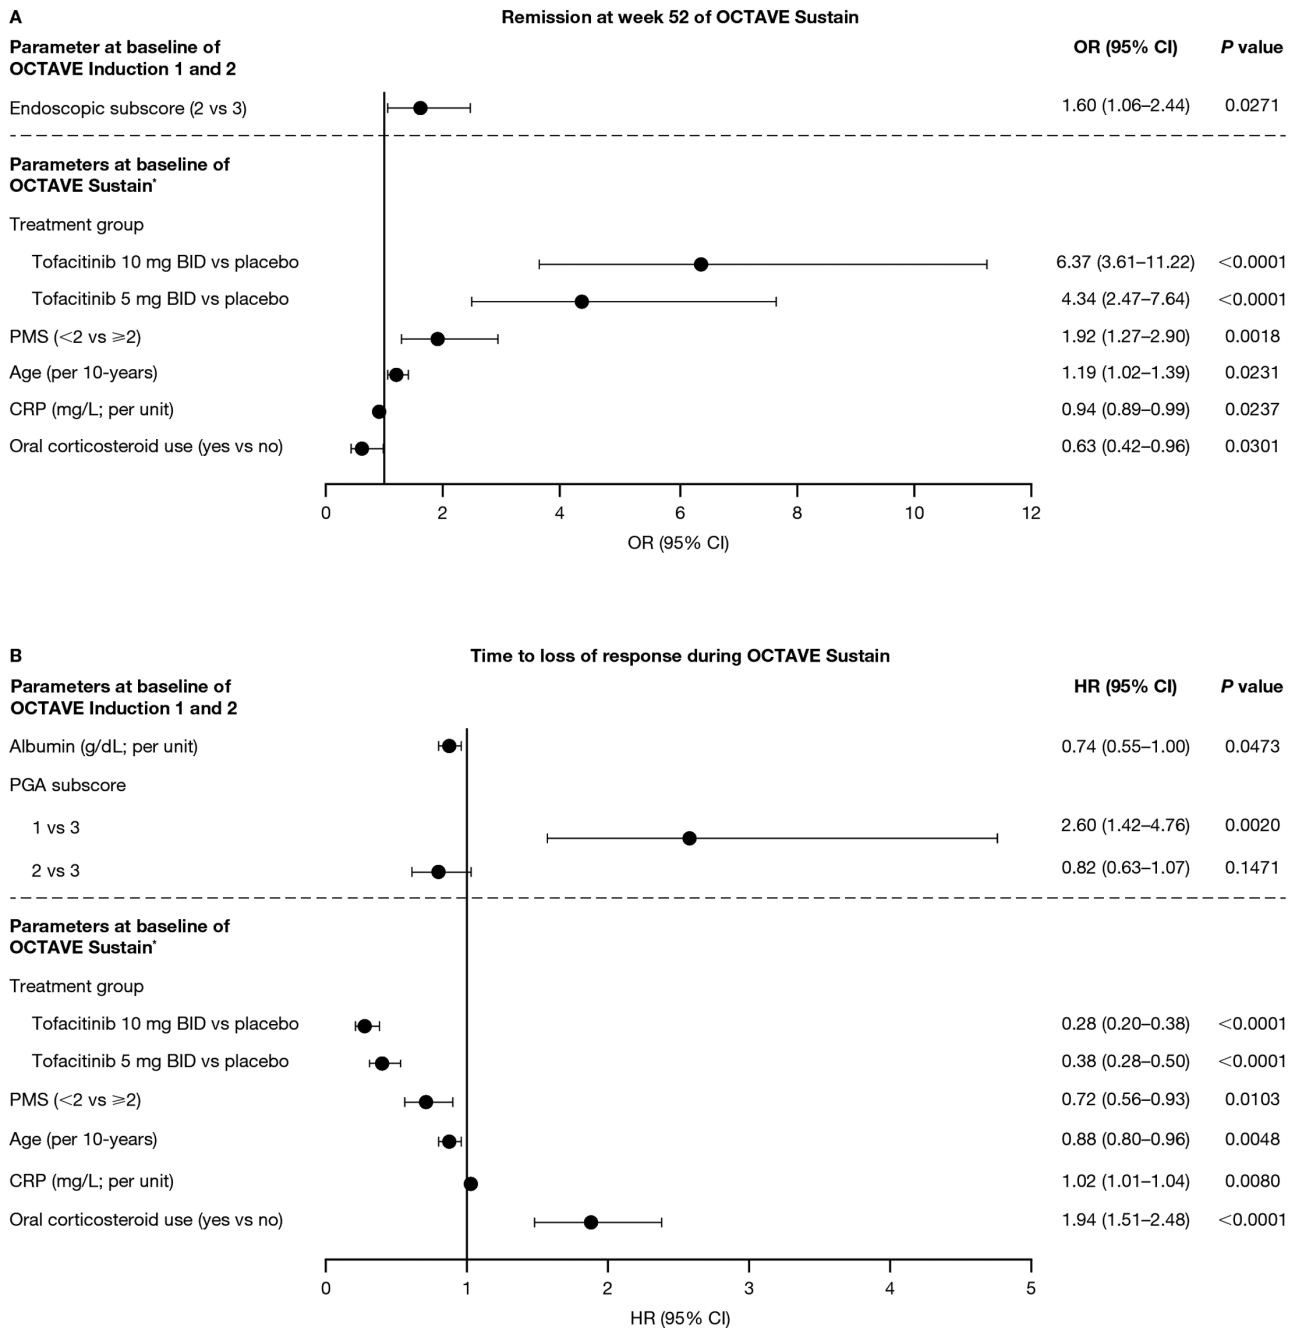 A
Remission at week 52 of OCTAVE Sustain
Parameter at baseline of
OCTAVE Induction 1 and 2
OR (95% CI) P value
Endoscopic subscore (2 vs 3) 1.60 (1.06–2.44) 0.0271
Parameters at baseline of
OCTAVE Sustain*
Treatment group
Tofacitinib 10 mg BID vs placebo 6.37 (3.61–11.22) <0.0001
Tofacitinib 5 mg BID vs placebo 4.34 (2.47–7.64) <0.0001
PMS (<2 vs ⩾2) 1.92 (1.27–2.90) 0.0018
Age (per 10-years) 1.19 (1.02–1.39) 0.0231
CRP (mg/L; per unit) 0.94 (0.89–0.99) 0.0237
Oral corticosteroid use (yes vs no) 0.63 (0.42–0.96) 0.0301
0 2 4 6 8 10 12
OR (95% CI)
B
Time to loss of response during OCTAVE Sustain
Parameters at baseline of
OCTAVE Induction 1 and 2
HR (95% CI) P value
Albumin (g/dL; per unit) 0.74 (0.55–1.00) 0.0473
PGA subscore
1 vs 3 2.60 (1.42–4.76) 0.0020
2 vs 3 0.82 (0.63–1.07) 0.1471
Parameters at baseline of
OCTAVE Sustain*
Treatment group
Tofacitinib 10 mg BID vs placebo 0.28 (0.20–0.38) <0.0001
Tofacitinib 5 mg BID vs placebo 0.38 (0.28–0.50) <0.0001
PMS (<2 vs ⩾2) 0.72 (0.56–0.93) 0.0103
Age (per 10-years) 0.88 (0.80–0.96) 0.0048
CRP (mg/L; per unit) 1.02 (1.01–1.04) 0.0080
Oral corticosteroid use (yes vs no) 1.94 (1.51–2.48) <0.0001
0 1 2 3 4 5
HR (95% CI)